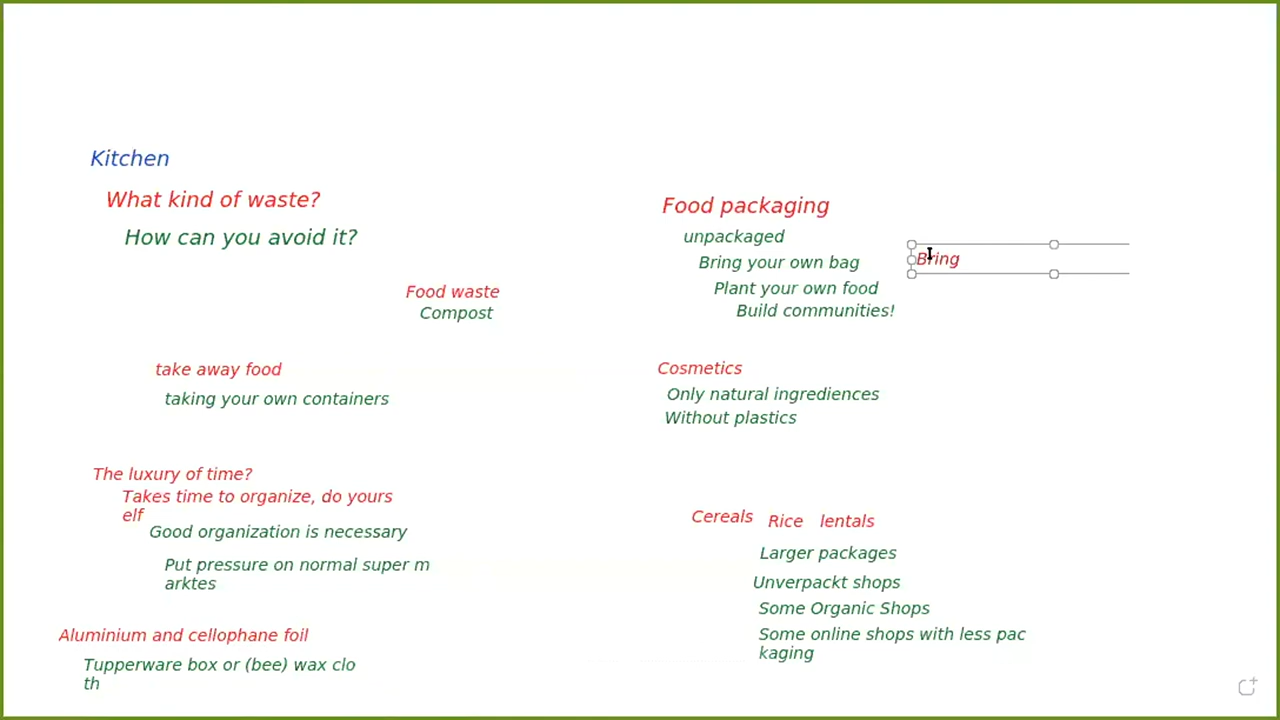 Kitchen
What kind of waste?
How can you avoid it?
Food waste
Compost
take away food
taking your own containers
The luxury of time?
Takes time to organize, do yours
elf
Good organization is necessary
Put pressure on normal super m
arktes
Aluminium and cellophane foil
Tupperware box or (bee) wax clo
th
Food packaging
unpackaged
Bring your own bag
Plant your own food
Build communities!
Bring
Cosmetics
Only natural ingrediences
Without plastics
Cereals Rice lentals
Larger packages
Unverpackt shops
Some Organic Shops
Some online shops with less pac
kaging